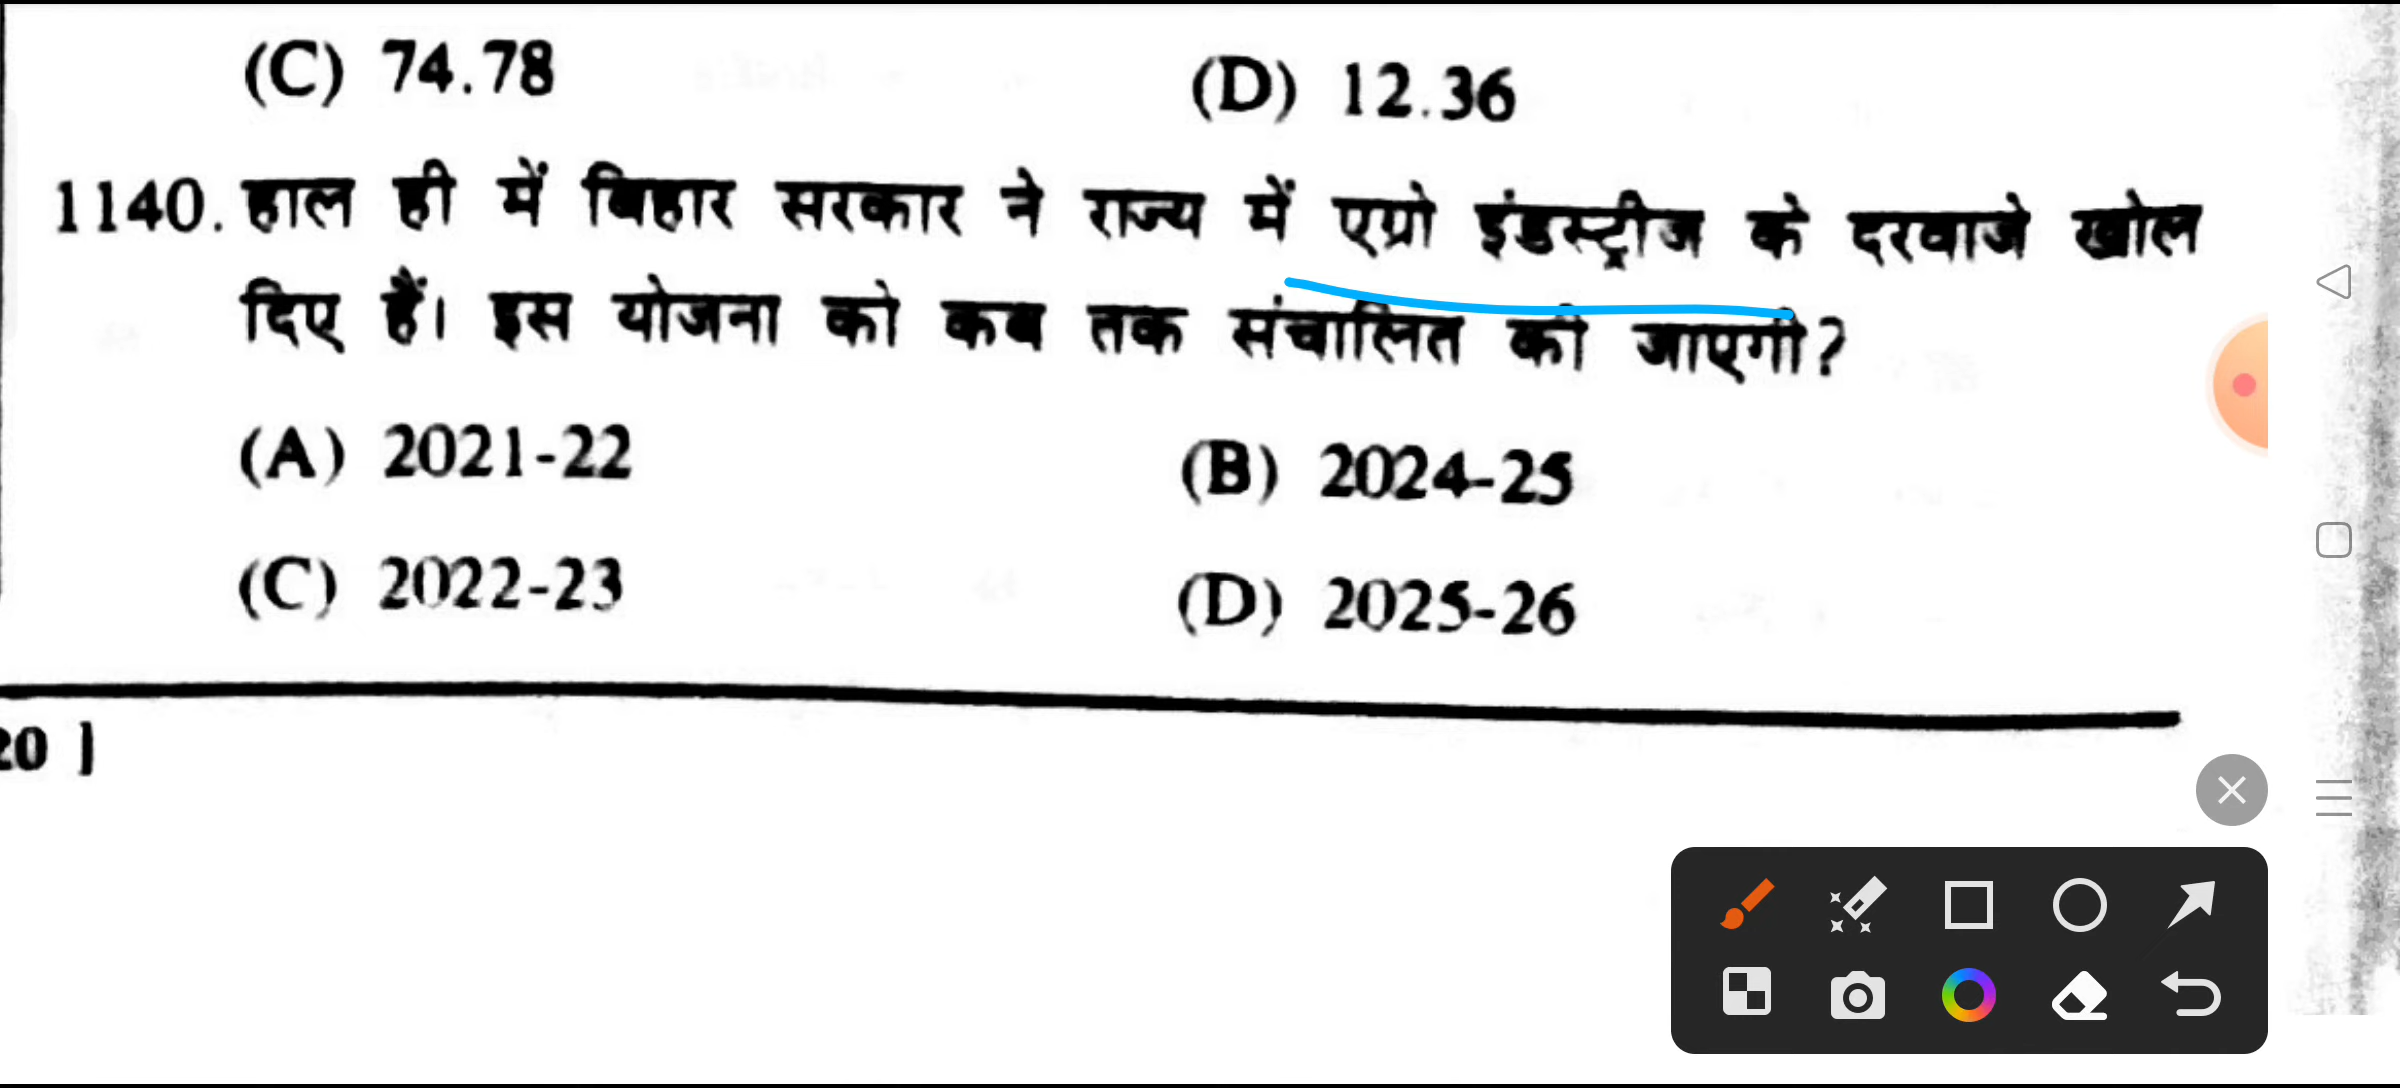 (C) 74.78 (D) 12.36
1140. हाल ही में बिहार सरकार ने राज्य में एग्रो इंडस्ट्रीज के दरवाजे खोल
दिए हैं। इस योजना को कब तक संचालित की जाएगी?
(A) 2021-22 (B) 2024-25
(C) 2022-23 (D) 2025-26
20 ]